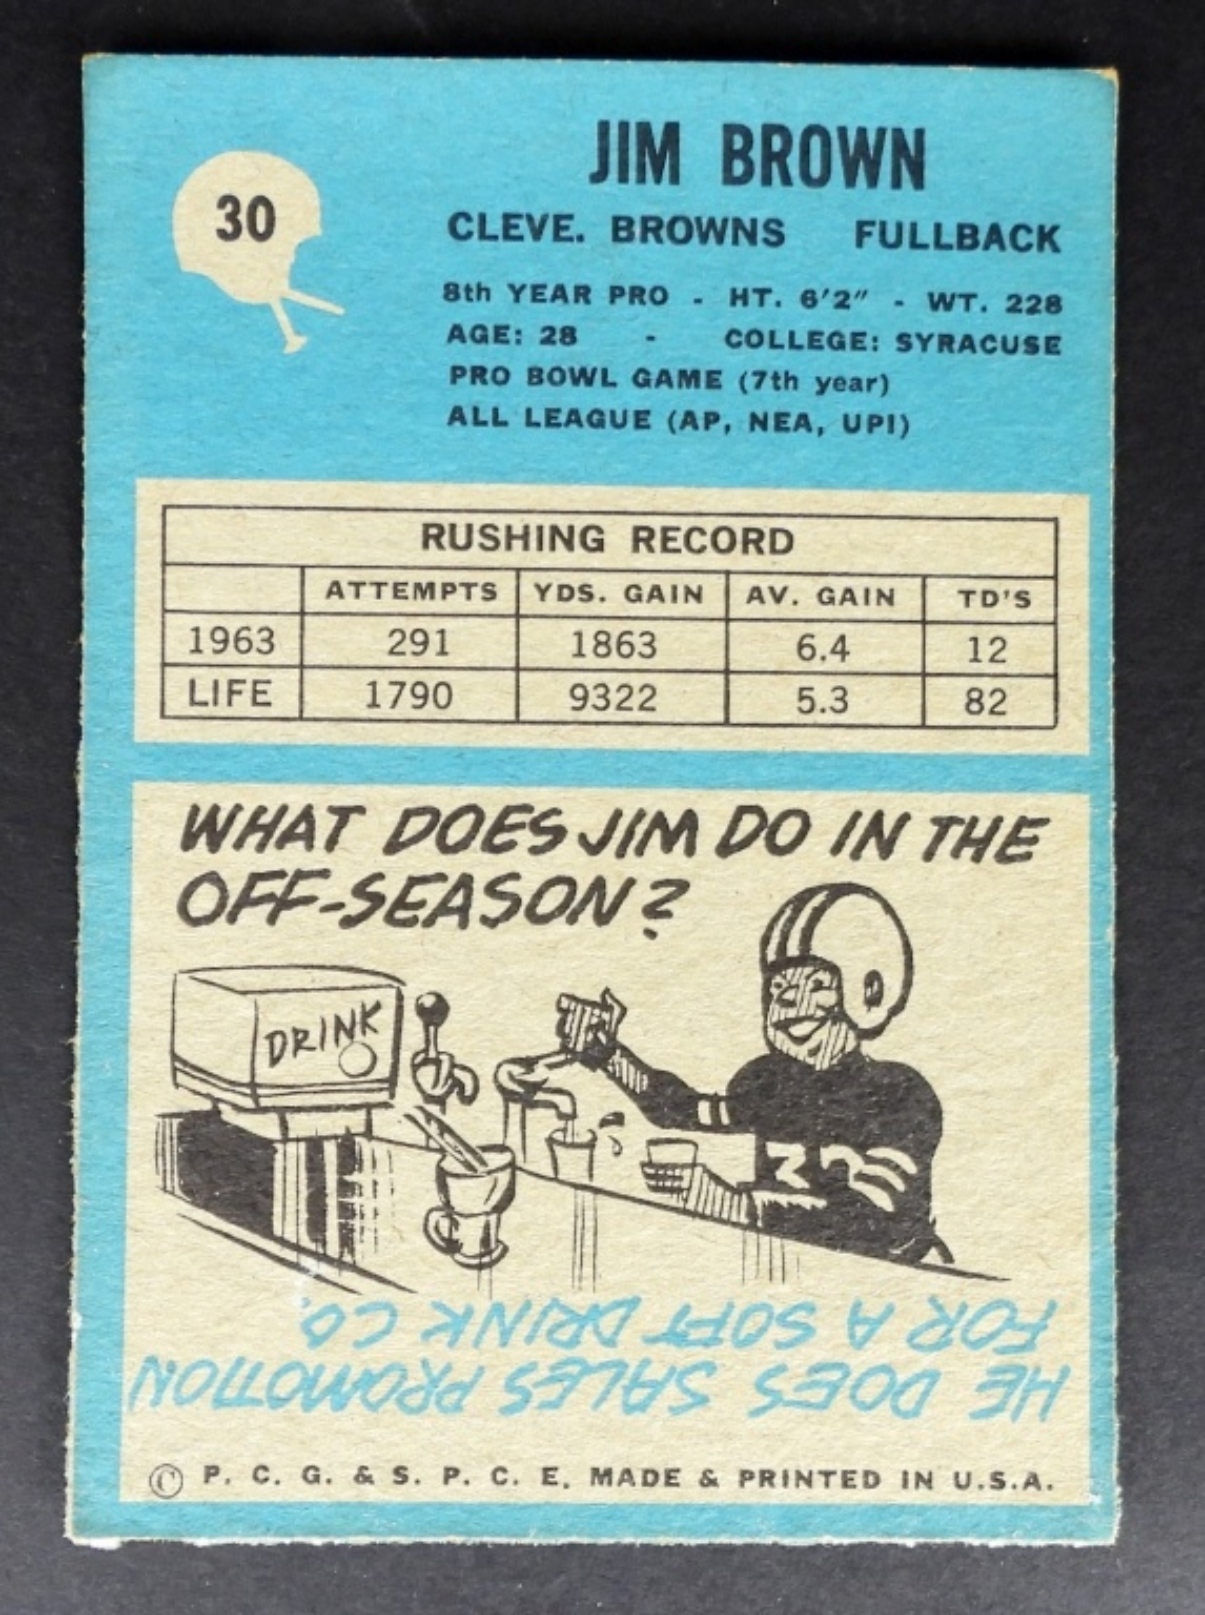 30
JIM BROWN
CLEVE. BROWNS FULLBACK
8th YEAR PRO - HT. 6'2" - WT. 228
AGE: 28 - COLLEGE: SYRACUSE
PRO BOWL GAME (7th year)
ALL LEAGUE (AP, NEA, UPI)
RUSHING RECORD
ATTEMPTS YDS. GAIN AV. GAIN TD'S
1963 291 1863 6.4 12
LIFE 1790 9322 5.3 82
WHAT DOES JIM DO IN THE
OFF-SEASON?
DRINK
HE DOES SALES PROMOTION
FOR A SOFT DRINK CO.
© P. C. G. & S. P. C. E. MADE & PRINTED IN U.S.A.